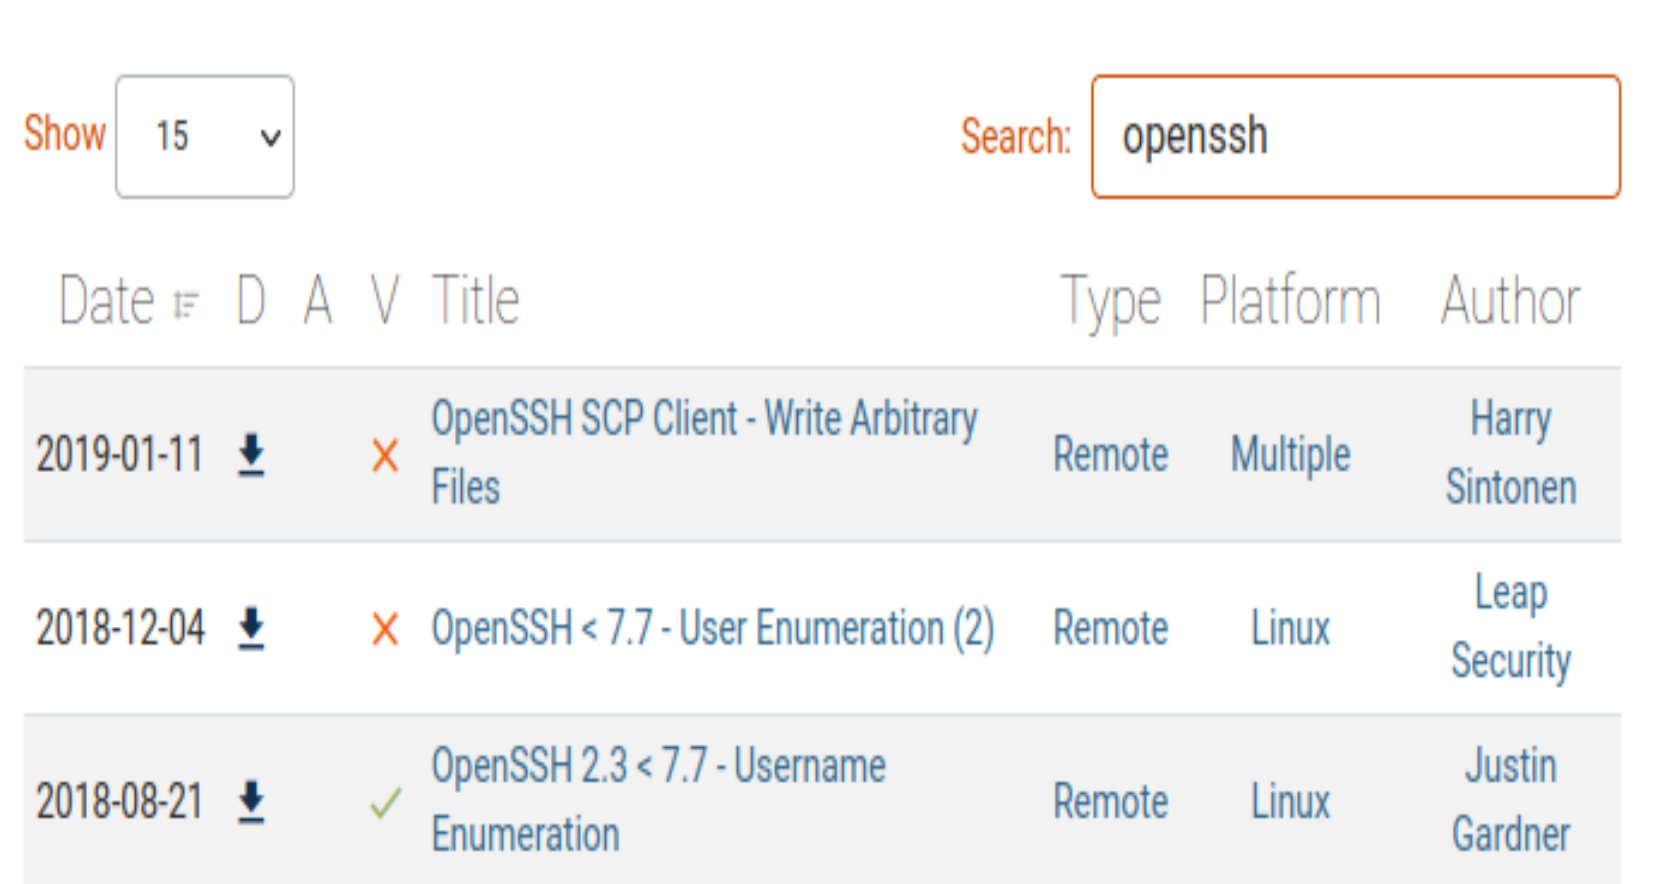 Show 15 Search: openssh
Date D A V Title Type Platform Author
OpenSSH SCP Client - Write Arbitrary Harry
2019-01-11 Remote Multiple
Files Sintonen
Leap
2018-12-04 OpenSSH < 7.7 - User Enumeration (2) Remote Linux
Security
OpenSSH 2.3 < 7.7 - Username Justin
2018-08-21 Remote Linux
Enumeration Gardner